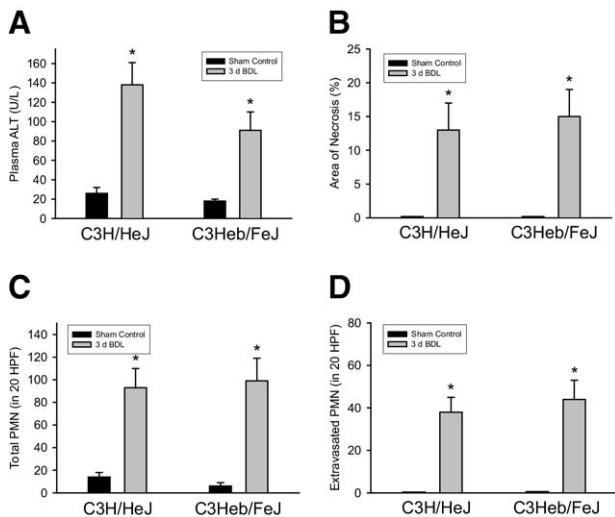 A
Plasma ALT (U/L)
160
140
120
100
80
60
40
20
0
Sham Control
3 d BDL
*
*
C3H/HeJ
C3Heb/FeJ
B
Area of Necrosis (%)
25
20
15
10
5
0
Sham Control
3 d BDL
*
*
C3H/HeJ
C3Heb/FeJ
C
Total PMN (in 20 HPF)
140
120
100
80
60
40
20
0
Sham Control
3 d BDL
*
*
C3H/HeJ
C3Heb/FeJ
D
Extravasated PMN (in 20 HPF)
80
60
40
20
0
Sham Control
3 d BDL
*
*
C3H/HeJ
C3Heb/FeJ